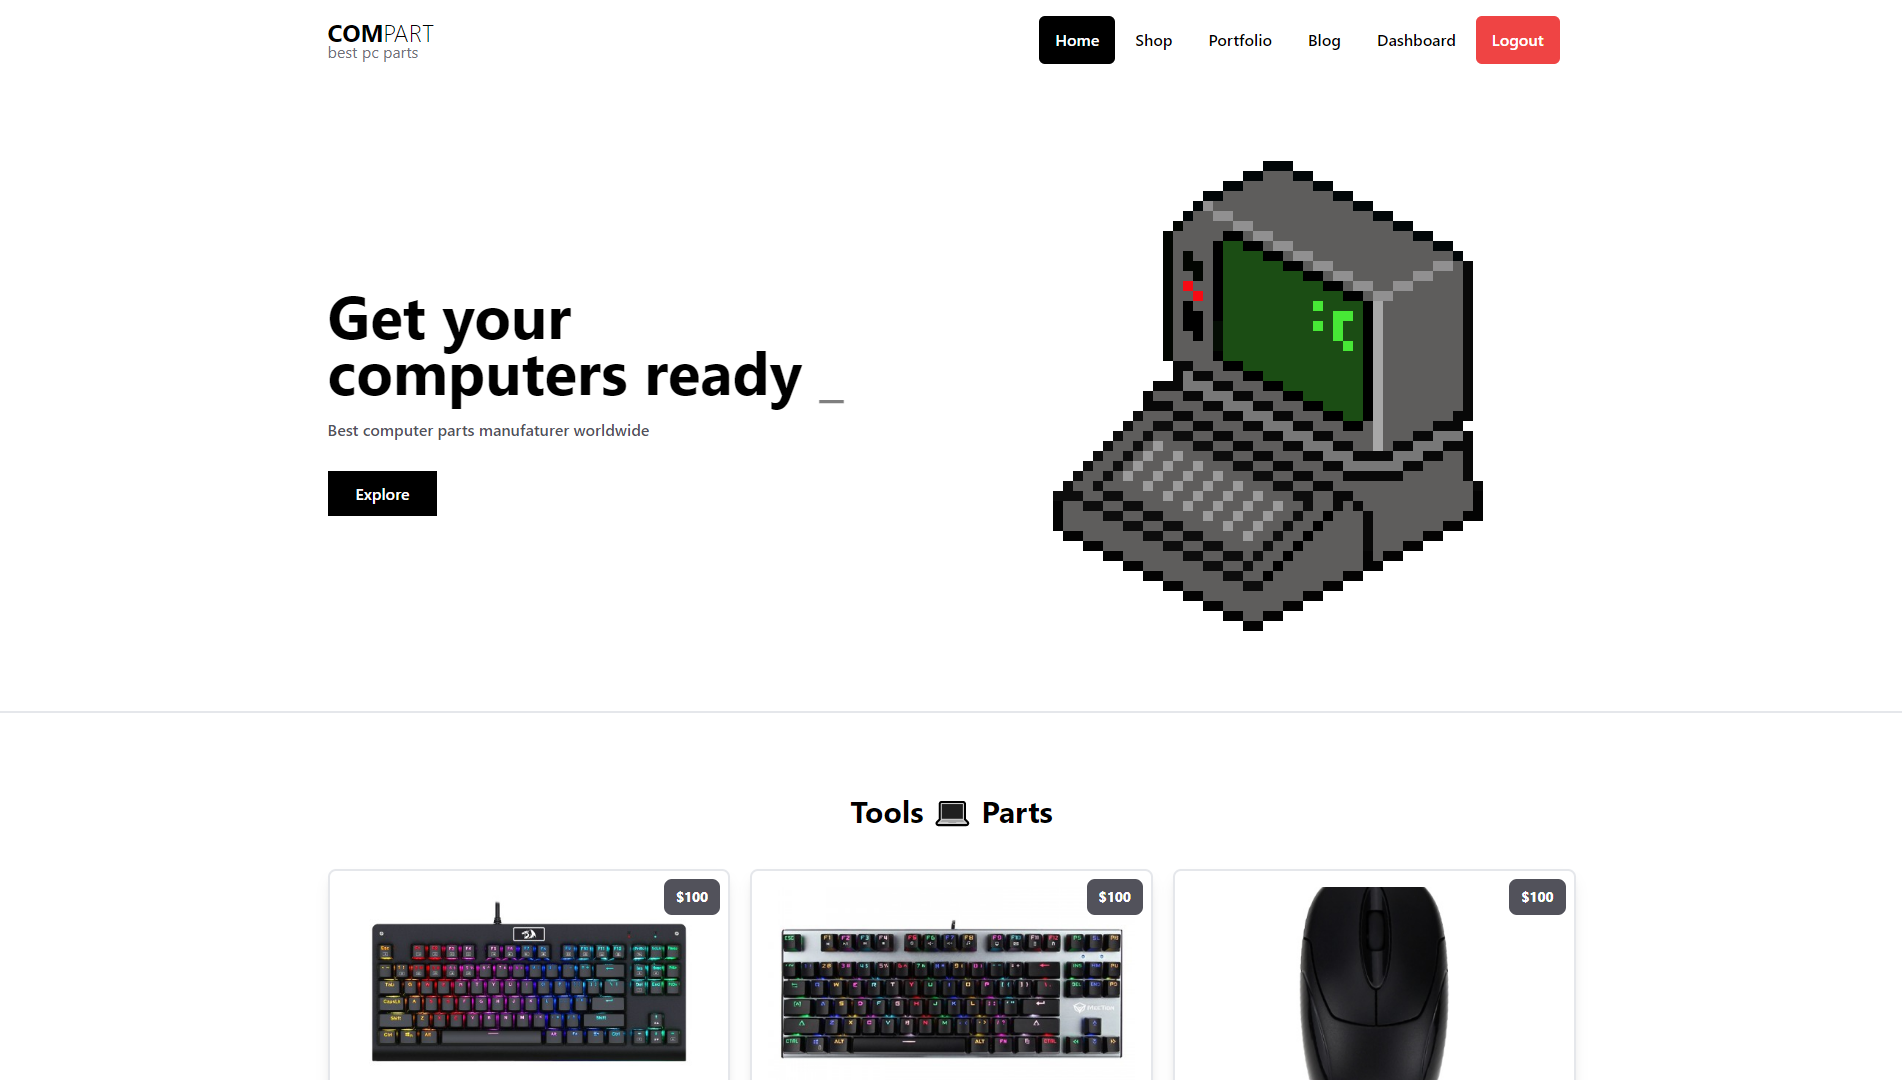 COMPART
best pc parts
Home Shop Portfolio Blog Dashboard Logout
Get your
computers ready _
Best computer parts manufaturer worldwide
Explore
:C
Tools 💻 Parts
$100 $100 $100